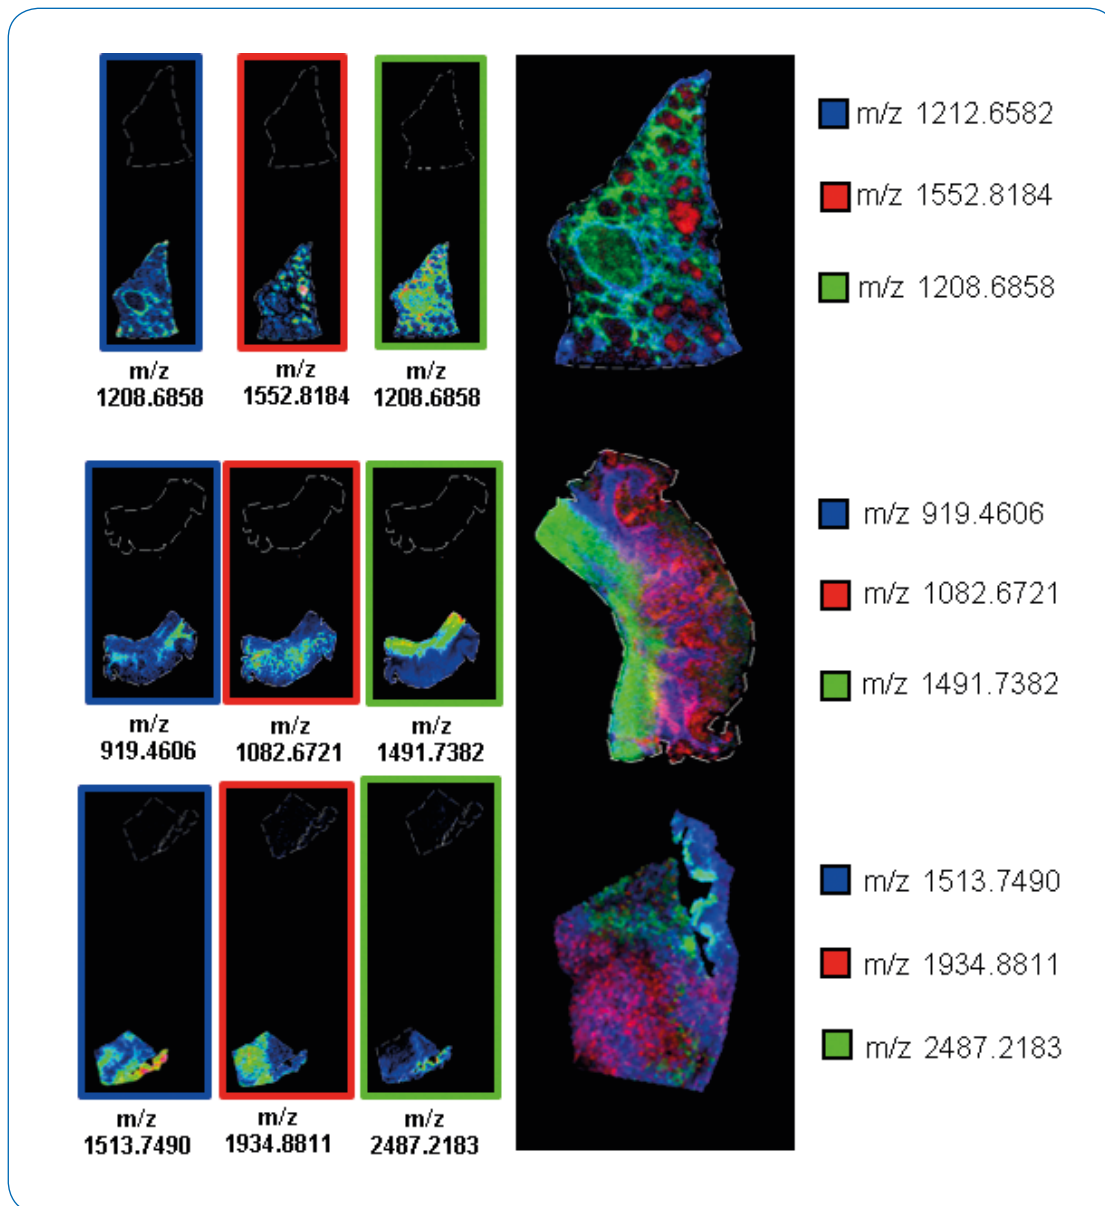 m/z 1212.6582
m/z 1552.8184
m/z 1208.6858
m/z
1208.6858
m/z
1552.8184
m/z
1208.6858
m/z 919.4606
m/z 1082.6721
m/z 1491.7382
m/z
919.4606
m/z
1082.6721
m/z
1491.7382
m/z 1513.7490
m/z 1934.8811
m/z 2487.2183
m/z
1513.7490
m/z
1934.8811
m/z
2487.2183